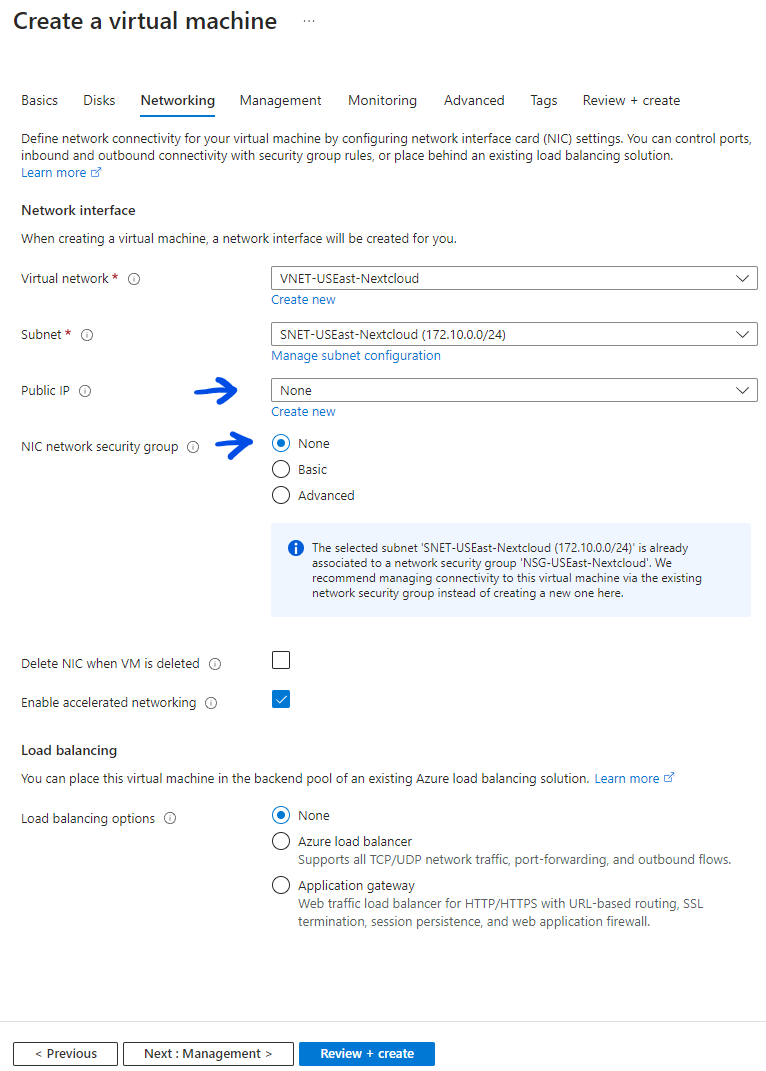 Create a virtual machine ...
Basics Disks Networking Management Monitoring Advanced Tags Review + create
Define network connectivity for your virtual machine by configuring network interface card (NIC) settings. You can control ports,
inbound and outbound connectivity with security group rules, or place behind an existing load balancing solution.
Learn more
Network interface
When creating a virtual machine, a network interface will be created for you.
Virtual network * VNET-USEast-Nextcloud
Create new
Subnet * SNET-USEast-Nextcloud (172.10.0.0/24)
Manage subnet configuration
Public IP None
Create new
NIC network security group None
Basic
Advanced
The selected subnet 'SNET-USEast-Nextcloud (172.10.0.0/24)' is already
associated to a network security group 'NSG-USEast-Nextcloud'. We
recommend managing connectivity to this virtual machine via the existing
network security group instead of creating a new one here.
Delete NIC when VM is deleted
Enable accelerated networking
Load balancing
You can place this virtual machine in the backend pool of an existing Azure load balancing solution. Learn more
Load balancing options None
Azure load balancer
Supports all TCP/UDP network traffic, port-forwarding, and outbound flows.
Application gateway
Web traffic load balancer for HTTP/HTTPS with URL-based routing, SSL
termination, session persistence, and web application firewall.
< Previous Next : Management > Review + create